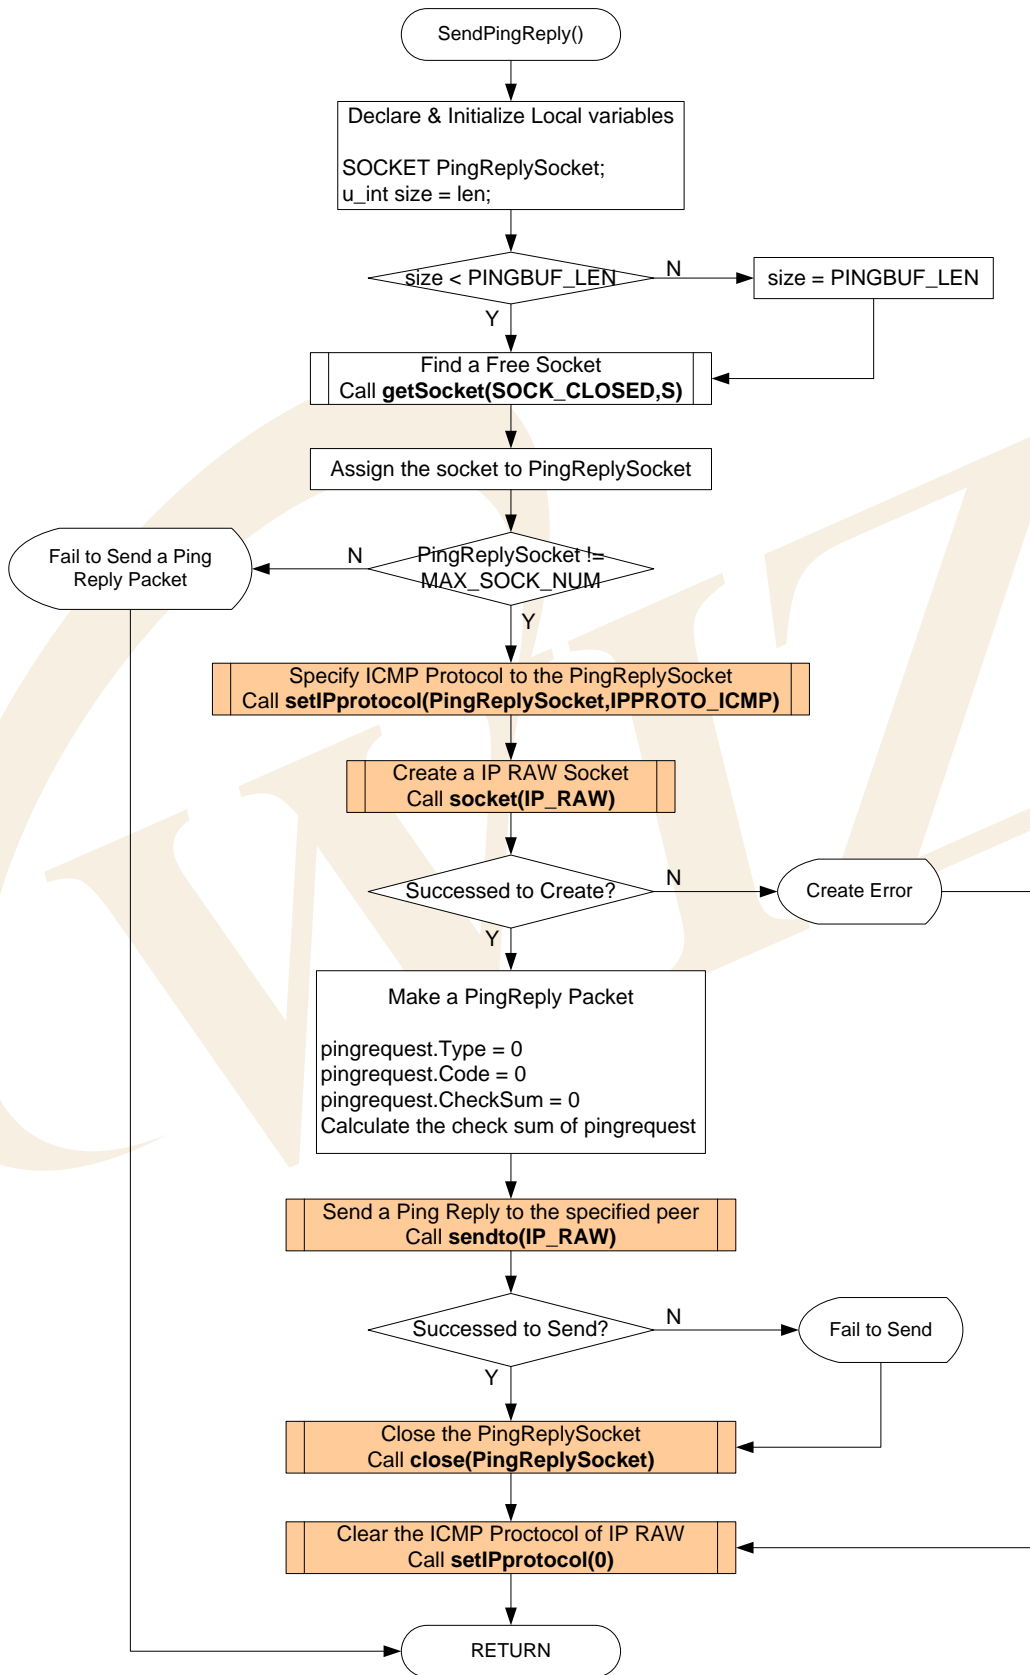 SendPingReply()
Declare & Initialize Local variables
SOCKET PingReplySocket;
u_int size = len;
size < PINGBUF_LEN
N
size = PINGBUF_LEN
Y
Find a Free Socket
Call getSocket(SOCK_CLOSED,S)
Assign the socket to PingReplySocket
PingReplySocket !=
MAX_SOCK_NUM
N
Fail to Send a Ping
Reply Packet
Y
Specify ICMP Protocol to the PingReplySocket
Call setIPprotocol(PingReplySocket,IPPROTO_ICMP)
Create a IP RAW Socket
Call socket(IP_RAW)
Successed to Create?
N
Create Error
Y
Make a PingReply Packet
pingrequest.Type = 0
pingrequest.Code = 0
pingrequest.CheckSum = 0
Calculate the check sum of pingrequest
Send a Ping Reply to the specified peer
Call sendto(IP_RAW)
Successed to Send?
N
Fail to Send
Y
Close the PingReplySocket
Call close(PingReplySocket)
Clear the ICMP Proctocol of IP RAW
Call setIPprotocol(0)
RETURN
WIZ